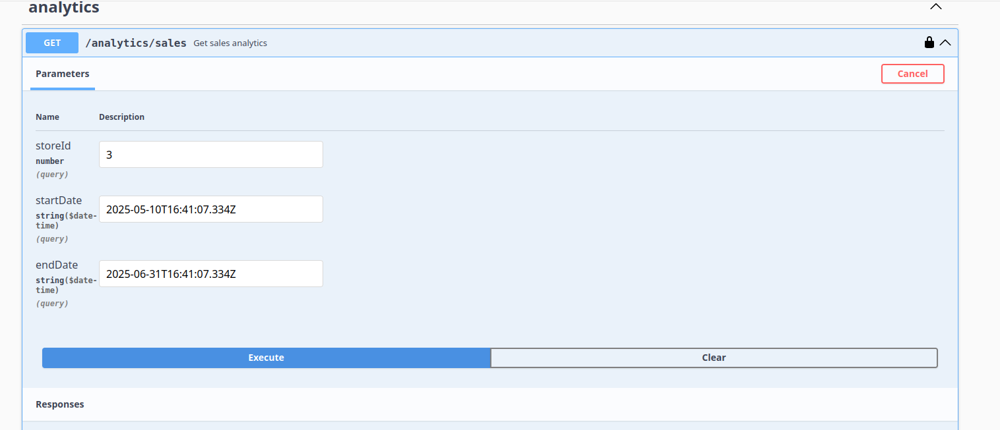 analytics
GET /analytics/sales Get sales analytics
Parameters Cancel
Name Description
storeId
number
(query)
3
startDate
string($date-
time)
(query)
2025-05-10T16:41:07.334Z
endDate
string($date-
time)
(query)
2025-06-31T16:41:07.334Z
Execute Clear
Responses